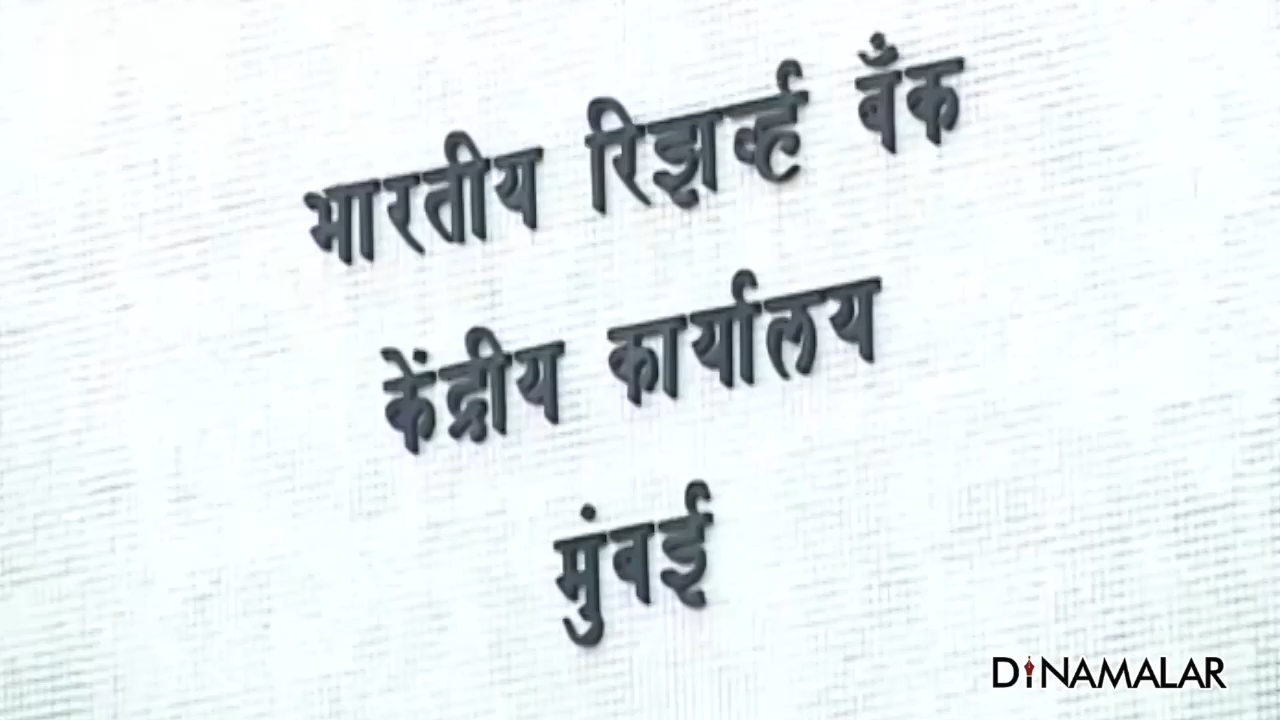 भारतीय रिझर्व्ह बँक
केंद्रीय कार्यालय
मुंबई
DINAMALAR